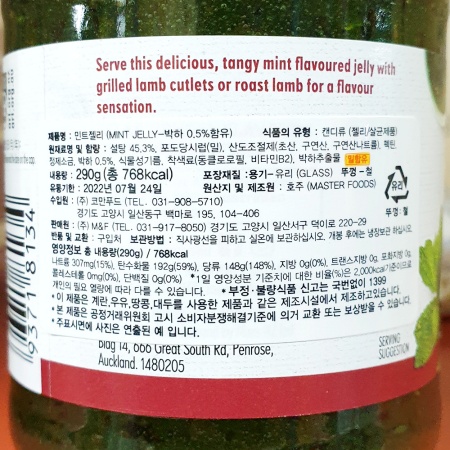 Serve this delicious, tangy mint flavoured jelly with
grilled lamb cutlets or roast lamb for a flavour
sensation.
제품명 : 민트젤리 (MINT JELLY-박하 0.5%함유) 식품의 유형 : 캔디류 (젤리/살균제품)
원재료명 및 함량 : 설탕 45.3%, 포도당시럽(밀), 산도조절제(초산, 구연산, 구연산나트륨), 펙틴
정제소금, 박하 0.5%, 식물성기름, 착색료(동클로로필, 비타민B2), 박하추출물 밀함유
내용량 : 290g (총 768kcal) 포장재질 : 용기-유리 (GLASS) 뚜껑 - 철
유통기한 : 2022년 07월 24일 원산지 및 제조원 : 호주 (MASTER FOODS)
유리
뚜껑·철
수입원 : (주) 코만푸드 (TEL. 031-908-5710)
경기도 고양시 일산동구 백마로 195, 104-406
판매원 : (주) M&F (TEL. 031-917-8050) 경기도 고양시 일산서구 덕이로 220-29
반품 및 교환 : 구입처 보관방법 : 직사광선을 피하고 실온에 보관하십시오. 개봉 후에는 냉장보관 하십시오.
영양정보 총 내용량(290g) / 768kcal
나트륨 307mg(15%), 탄수화물 192g(59%), 당류 148g(148%), 지방 0g(0%), 트랜스지방 0g, 포화지방 0g,
콜레스테롤 0mg(0%), 단백질 0g(0%) *1일 영양성분 기준치에 대한 비율(%)은 2,000kcal기준이므로
개인의 필요 열량에 따라 다를 수 있습니다. • 부정·불량식품 신고는 국번없이 1399
• 이 제품은 계란,우유,땅콩,대두를 사용한 제품과 같은 제조시설에서 제조하고 있습니다.
• 본 제품은 공정거래위원회 고시 소비자분쟁해결기준에 의거 교환 또는 보상받을 수 있습니다.
• 주표시면에 사진은 연출된 예 입니다.
Bldg 14, 666 Great South Rd, Penrose,
Auckland. 1480205
SERVING
SUGGESTION
9371 8134